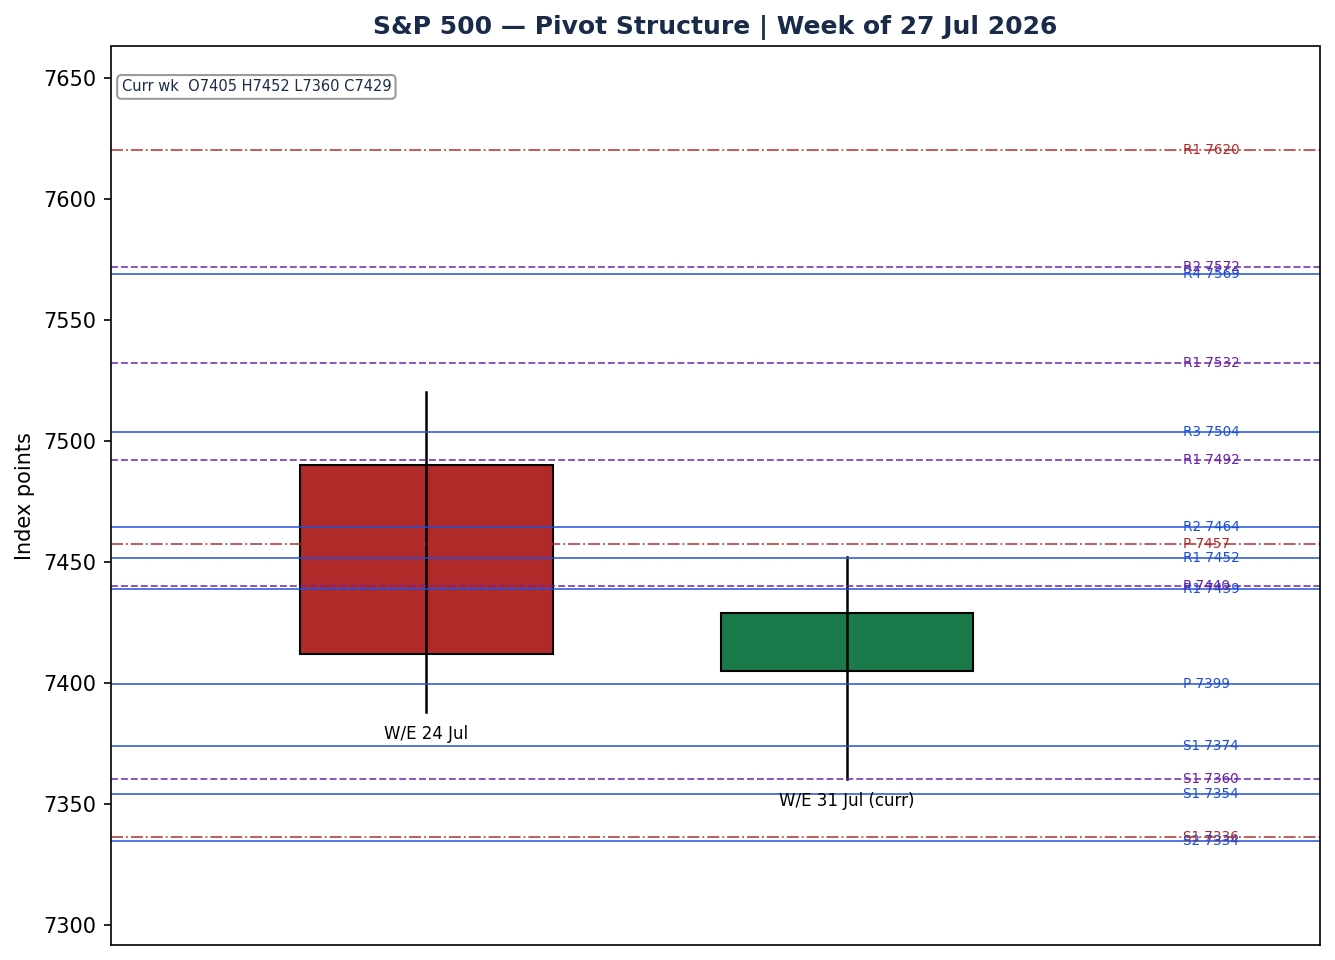 S&P 500 — Pivot Structure | Week of 27 Jul 2026
7650
Curr wk O7405 H7452 L7360 C7429
R1 7620
7600
R2 7572
R4 7569
7550
R1 7532
7500
R3 7504
R1 7492
Index points
R2 7464
P 7457
7450
R1 7452
P 7440
R1 7439
7400
P 7399
W/E 24 Jul
S1 7374
S1 7360
7350
S1 7354
W/E 31 Jul (curr)
S1 7336
S2 7334
7300